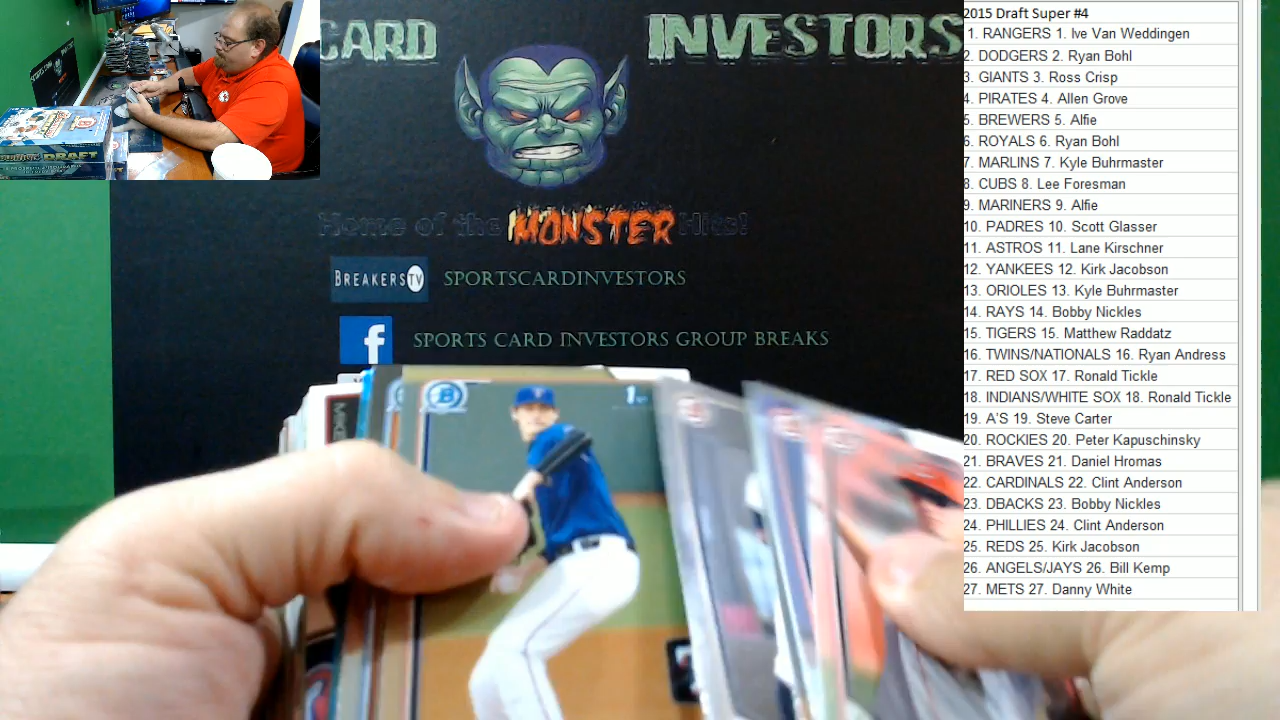 CARD INVESTORS
Home of the MONSTER Hits!
BREAKERSTV SPORTSCARDINVESTORS
f SPORTS CARD INVESTORS GROUP BREAKS
DRAFT
B
1st
2015 Draft Super #4
1. RANGERS 1. Ive Van Weddingen
2. DODGERS 2. Ryan Bohl
3. GIANTS 3. Ross Crisp
4. PIRATES 4. Allen Grove
5. BREWERS 5. Alfie
6. ROYALS 6. Ryan Bohl
7. MARLINS 7. Kyle Buhrmaster
8. CUBS 8. Lee Foresman
9. MARINERS 9. Alfie
10. PADRES 10. Scott Glasser
11. ASTROS 11. Lane Kirschner
12. YANKEES 12. Kirk Jacobson
13. ORIOLES 13. Kyle Buhrmaster
14. RAYS 14. Bobby Nickles
15. TIGERS 15. Matthew Raddatz
16. TWINS/NATIONALS 16. Ryan Andress
17. RED SOX 17. Ronald Tickle
18. INDIANS/WHITE SOX 18. Ronald Tickle
19. A'S 19. Steve Carter
20. ROCKIES 20. Peter Kapuschinsky
21. BRAVES 21. Daniel Hromas
22. CARDINALS 22. Clint Anderson
23. DBACKS 23. Bobby Nickles
24. PHILLIES 24. Clint Anderson
25. REDS 25. Kirk Jacobson
26. ANGELS/JAYS 26. Bill Kemp
27. METS 27. Danny White